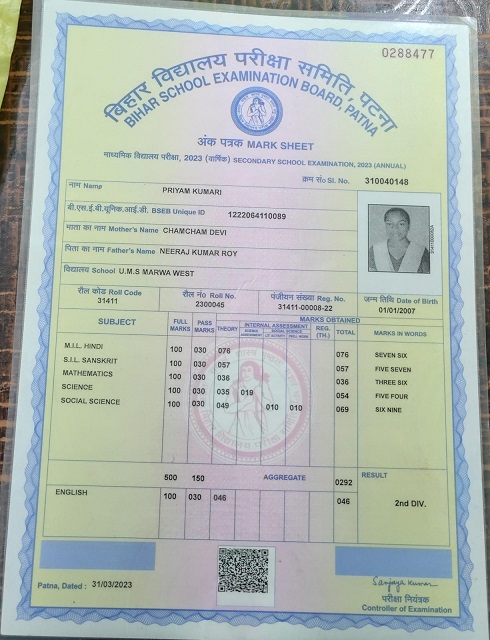 0288477
बिहार विद्यालय परीक्षा समिति, पटना
BIHAR SCHOOL EXAMINATION BOARD, PATNA
अंक पत्रक MARK SHEET
माध्यमिक विद्यालय परीक्षा, 2023 (वार्षिक) SECONDARY SCHOOL EXAMINATION, 2023 (ANNUAL)
क्रम सं० Sl. No. 310040148
नाम Name PRIYAM KUMARI
बी.एस.ई.बी.यूनिक.आई.डी. BSEB Unique ID 1222064110089
माता का नाम Mother's Name CHAMCHAM DEVI
पिता का नाम Father's Name NEERAJ KUMAR ROY
विद्यालय School U.M.S MARWA WEST
रौल कोड Roll Code रौल नं० Roll No. पंजीयन संख्या Reg. No. जन्म तिथि Date of Birth
31411 2300045 31411-00008-22 01/01/2007
SUBJECT FULL MARKS PASS MARKS THEORY INTERNAL ASSESSMENT REG. (TH.) TOTAL MARKS OBTAINED MARKS IN WORDS
M.I.L. HINDI 100 030 076 076 SEVEN SIX
S.I.L. SANSKRIT 100 030 057 057 FIVE SEVEN
MATHEMATICS 100 030 036 036 THREE SIX
SCIENCE 100 030 035 019 054 FIVE FOUR
SOCIAL SCIENCE 100 030 049 010 010 069 SIX NINE
500 150 AGGREGATE 0292 RESULT
ENGLISH 100 030 046 046 2nd DIV.
Patna, Dated : 31/03/2023
Sanjaya Kumar
परीक्षा नियंत्रक
Controller of Examination